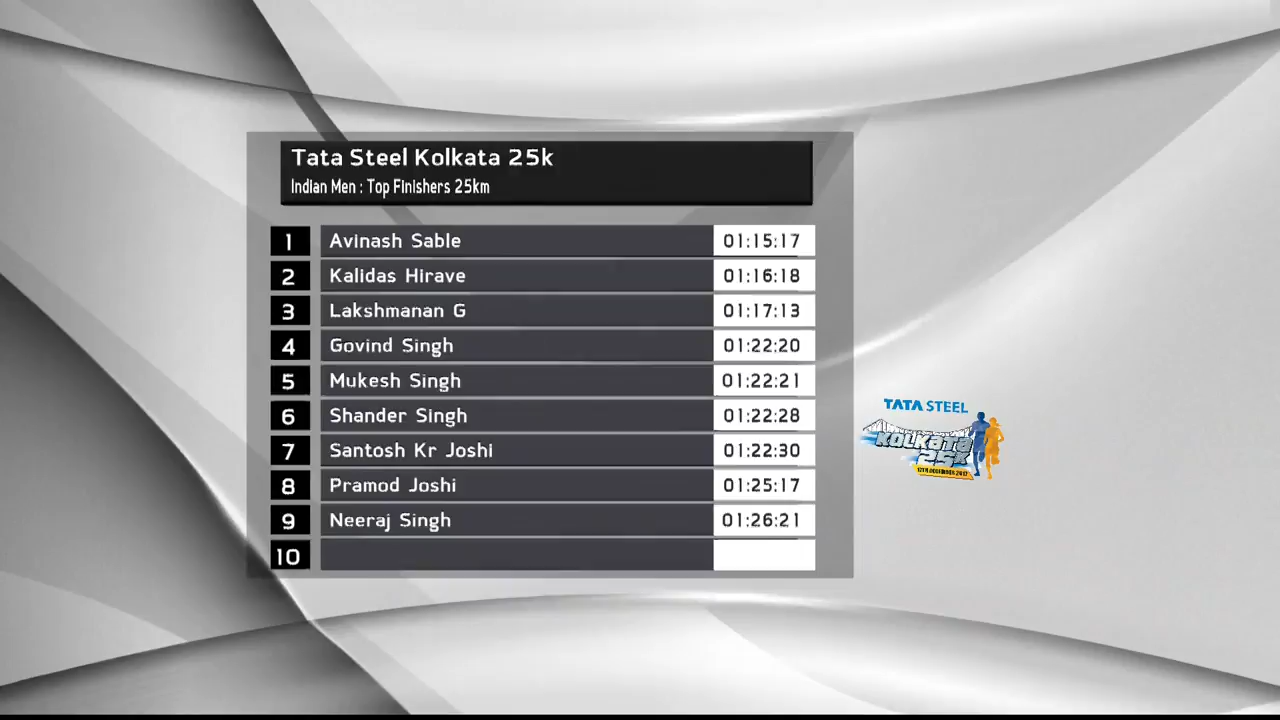 Tata Steel Kolkata 25k
Indian Men : Top Finishers 25km
1 Avinash Sable 01:15:17
2 Kalidas Hirave 01:16:18
3 Lakshmanan G 01:17:13
4 Govind Singh 01:22:20
5 Mukesh Singh 01:22:21
6 Shander Singh 01:22:28
7 Santosh Kr Joshi 01:22:30
8 Pramod Joshi 01:25:17
9 Neeraj Singh 01:26:21
10
TATA STEEL
KOLKATA
25K